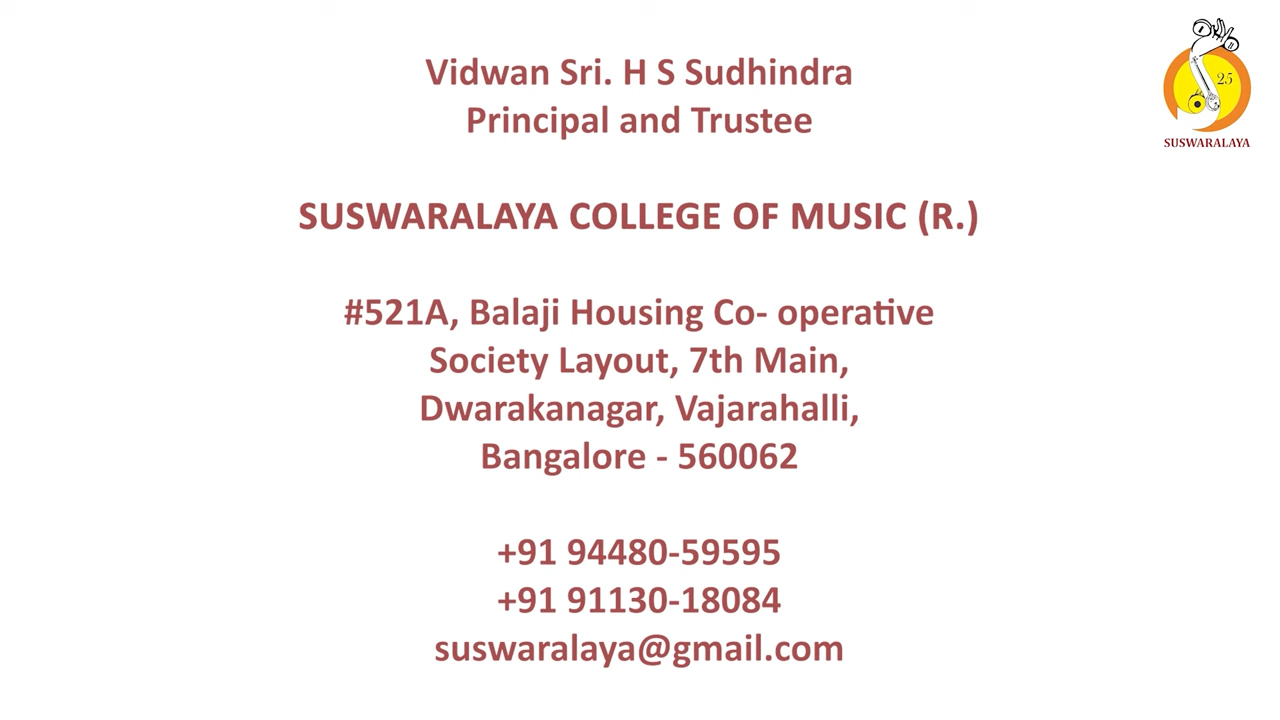 Vidwan Sri. H S Sudhindra
Principal and Trustee
SUSWARALAYA COLLEGE OF MUSIC (R.)
#521A, Balaji Housing Co- operative
Society Layout, 7th Main,
Dwarakanagar, Vajarahalli,
Bangalore - 560062
+91 94480-59595
+91 91130-18084
suswaralaya@gmail.com
25
SUSWARALAYA